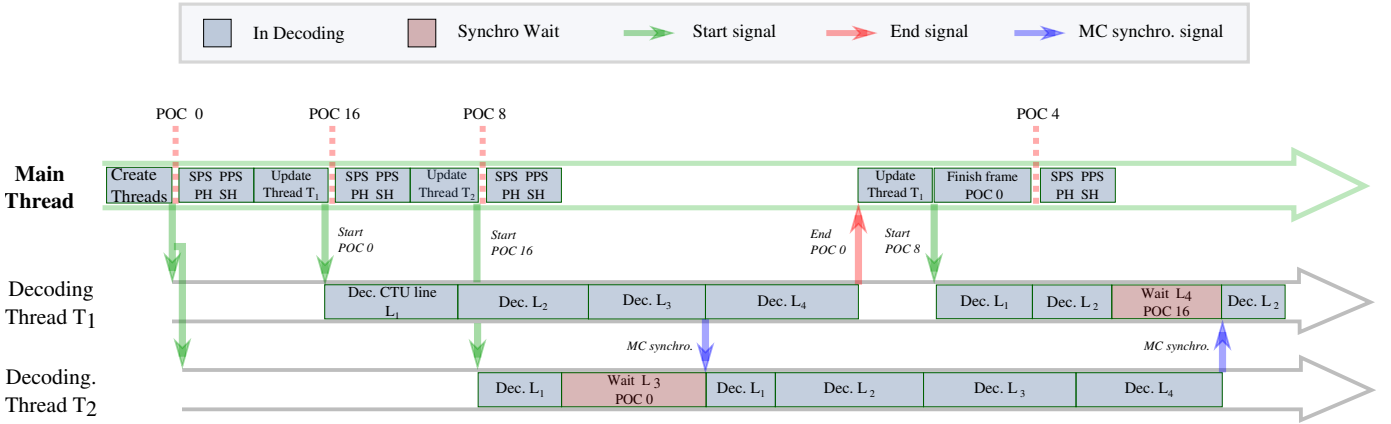 In Decoding
Synchro Wait
Start signal
End signal
MC synchro. signal
POC 0
POC 16
POC 8
POC 4
Main
Thread
Create
Threads
SPS PPS
PH SH
Update
Thread T1
SPS PPS
PH SH
Update
Thread T2
SPS PPS
PH SH
Update
Thread T1
Finish frame
POC 0
SPS PPS
PH SH
Start
POC 0
Start
POC 16
End
POC 0
Start
POC 8
Decoding
Thread T1
Dec. CTU line
L1
Dec. L2
Dec. L3
Dec. L4
Dec. L1
Dec. L2
Wait L4
POC 16
Dec. L2
MC synchro.
MC synchro.
Decoding.
Thread T2
Dec. L1
Wait L3
POC 0
Dec. L1
Dec. L2
Dec. L3
Dec. L4